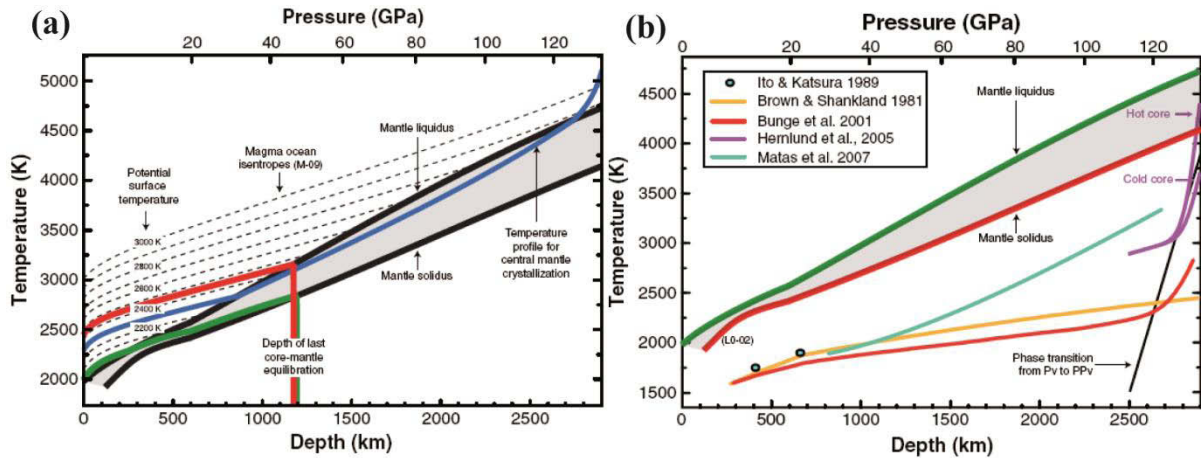 (a)
Pressure (GPa)
20
40
60
80
100
120
5000
4500
4000
3500
3000
2500
2000
Temperature (K)
Mantle liquidus
Magma ocean
isentropes (M-09)
Potential
surface
temperature
3000 K
2800 K
2600 K
2400 K
2200 K
Temperature
profile for
central mantle
crystallization
Mantle solidus
Depth of last
core-mantle
equilibration
0
500
1000
1500
2000
2500
Depth (km)
(b)
Pressure (GPa)
0
20
40
60
80
100
120
4500
4000
3500
3000
2500
2000
1500
Temperature (K)
Ito & Katsura 1989
Brown & Shankland 1981
Bunge et al. 2001
Hernlund et al., 2005
Matas et al. 2007
Mantle liquidus
Hot core
Cold core
Mantle solidus
(L0-02)
Phase transition
from Pv to PPv
0
500
1000
1500
2000
2500
Depth (km)